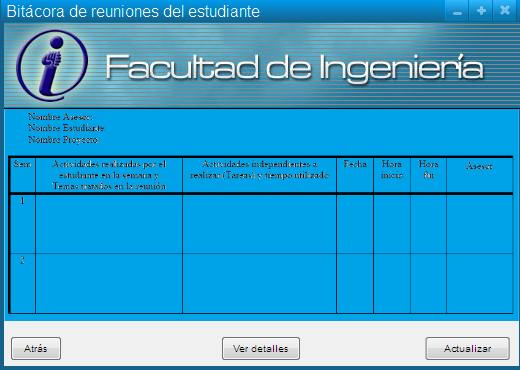 Bitácora de reuniones del estudiante
Facultad de Ingeniería
Nombre Asesor:
Nombre Estudiante:
Nombre Proyecto:
Sem
Actividades realizadas por el
estudiante en la semana y
Temas tratados en la reunión
Actividades independientes a
realizar (Tareas) y tiempo utilizado
Fecha
Hora
inicio
Hora
fin
Asesor
1
2
Atrás
Ver detalles
Actualizar